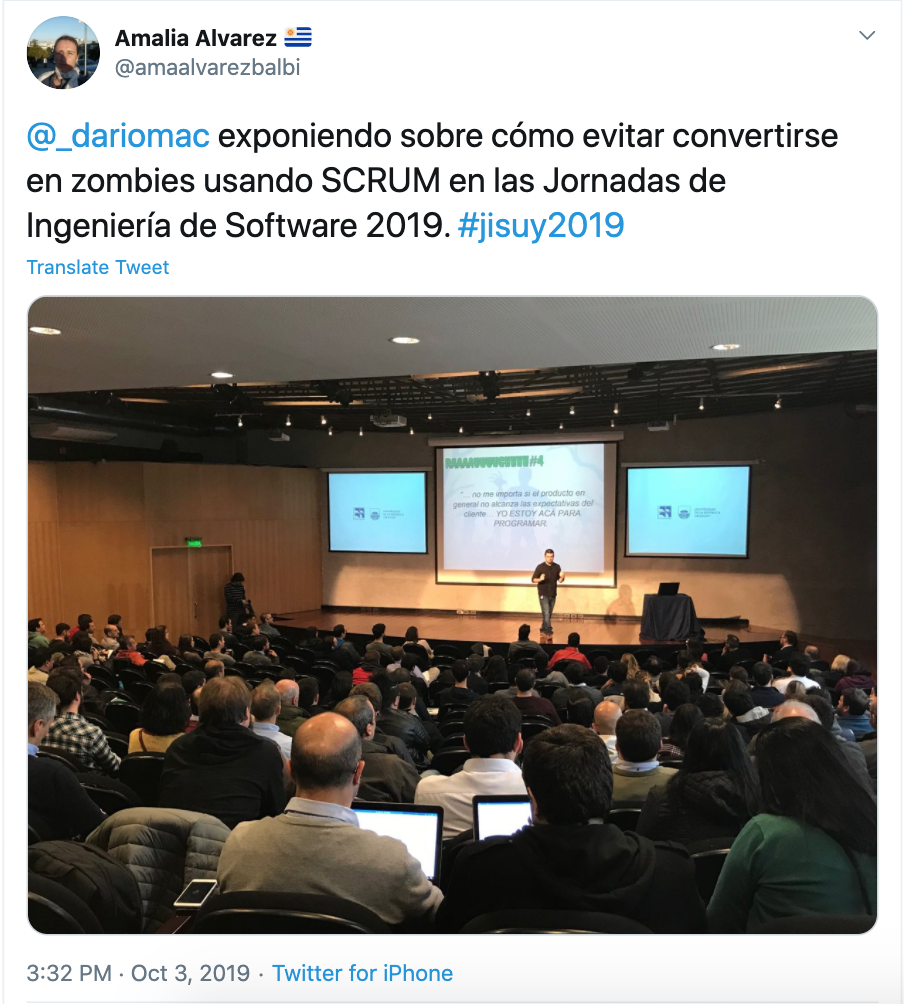 Amalia Alvarez
@amaalvarezbalbi
@_dariomac exponiendo sobre cómo evitar convertirse
en zombies usando SCRUM en las Jornadas de
Ingeniería de Software 2019. #jisuy2019
Translate Tweet
#4
"... no me importa si el producto en
general no alcanza las expectativas del
cliente... YO ESTOY ACÁ PARA
PROGRAMAR.
3:32 PM · Oct 3, 2019 · Twitter for iPhone